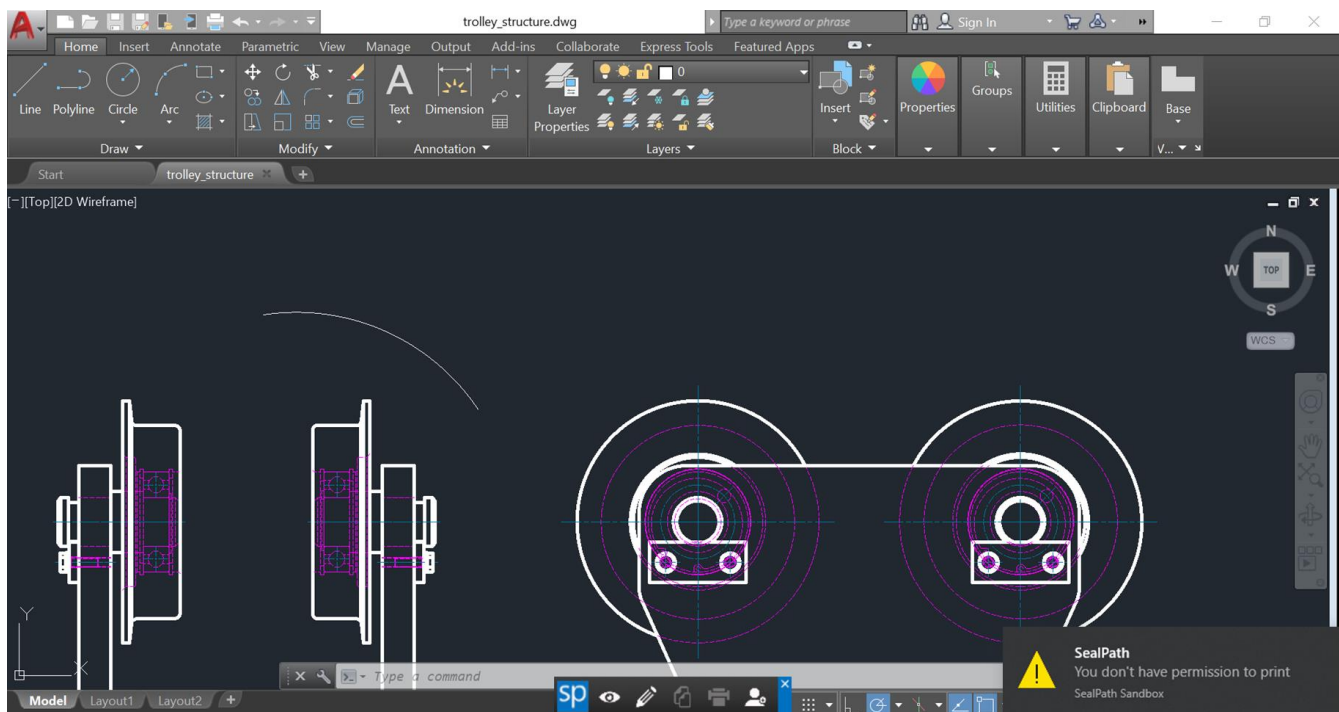 A
trolley_structure.dwg
Type a keyword or phrase
Sign In
Home Insert Annotate Parametric View Manage Output Add-ins Collaborate Express Tools Featured Apps
0
Line Polyline Circle Arc
A
Text Dimension
Layer
Properties
Insert
Properties
Groups
Utilities
Clipboard
Base
Draw Modify Annotation Layers Block V...
Start trolley_structure
[−][Top][2D Wireframe]
N
W TOP E
S
WCS
Y
X
Type a command
SealPath
You don't have permission to print
SealPath Sandbox
sp
Model Layout1 Layout2 +